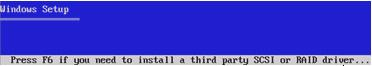 Windows Setup
Press F6 if you need to install a third party SCSI or RAID driver...